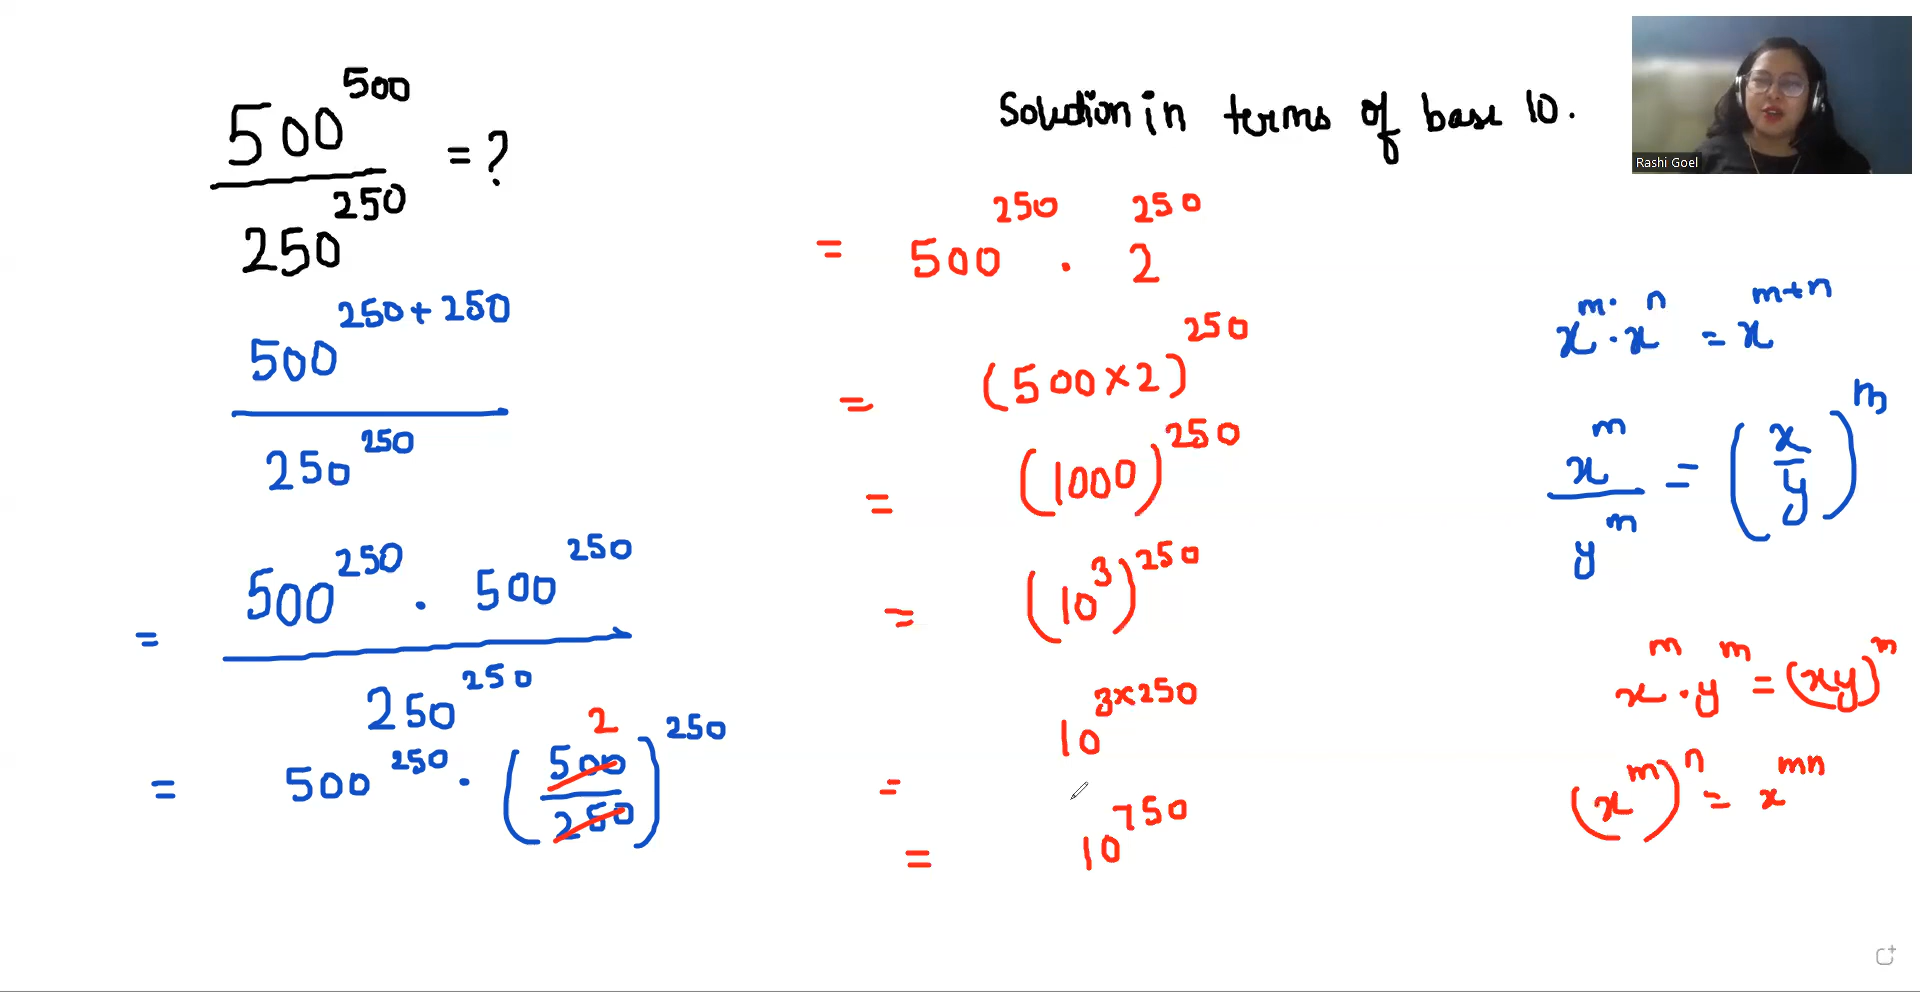 500^500
―――― = ?
250^250
500^250+250
――――
250^250
= 500^250 . 500^250
――――
250^250
= 500^250 . (500/250)^250
2
Solution in terms of base 10.
= 500^250 . 2^250
= (500×2)^250
= (1000)^250
= (10^3)^250
= 10^3×250
= 10^750
x^m . x^n = x^m+n
x^m/y^m = (x/y)^m
x^m . y^m = (xy)^m
(x^m)^n = x^mn
Rashi Goel